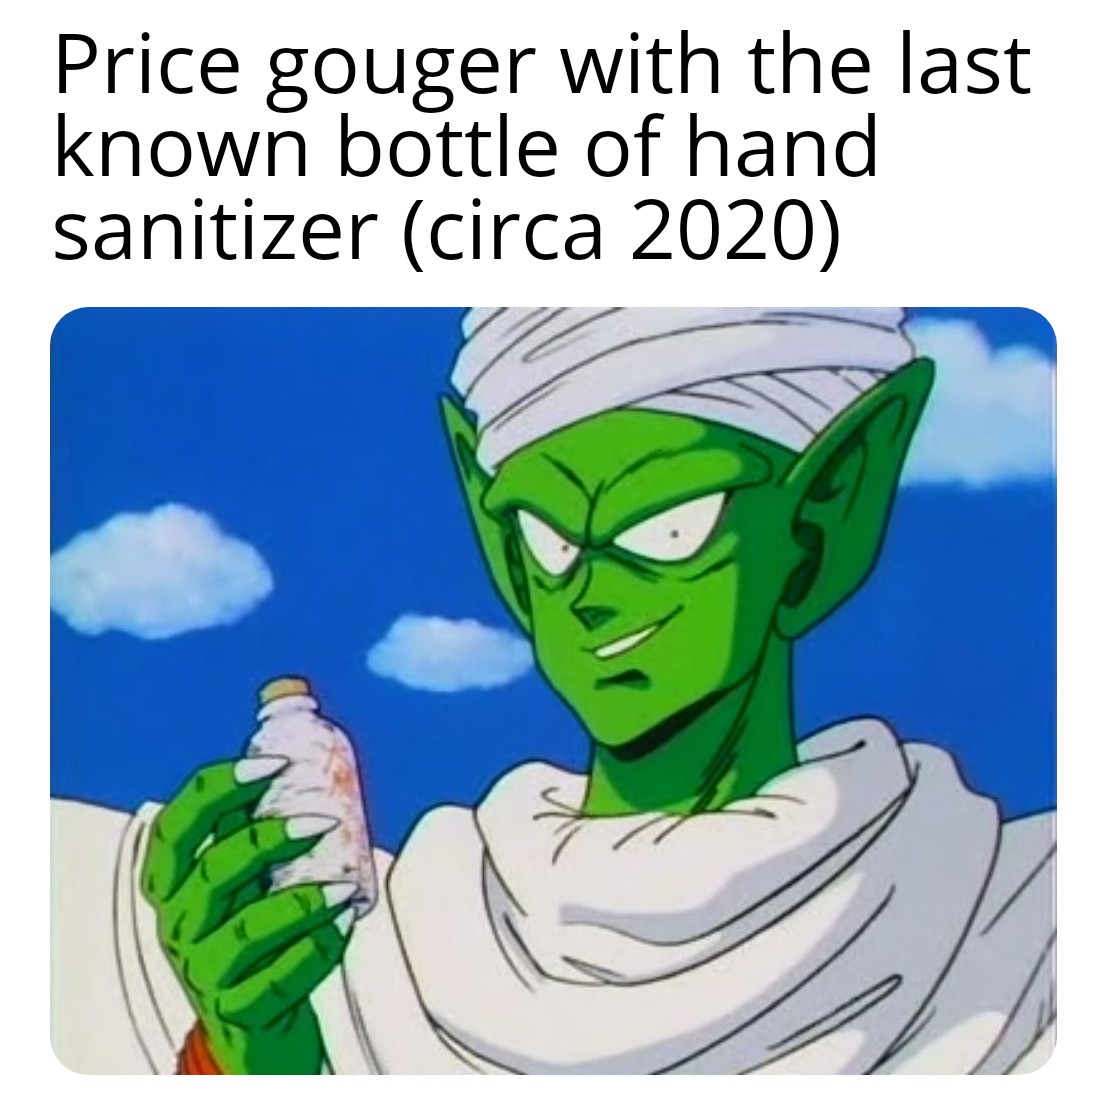 Price gouger with the last
known bottle of hand
sanitizer (circa 2020)